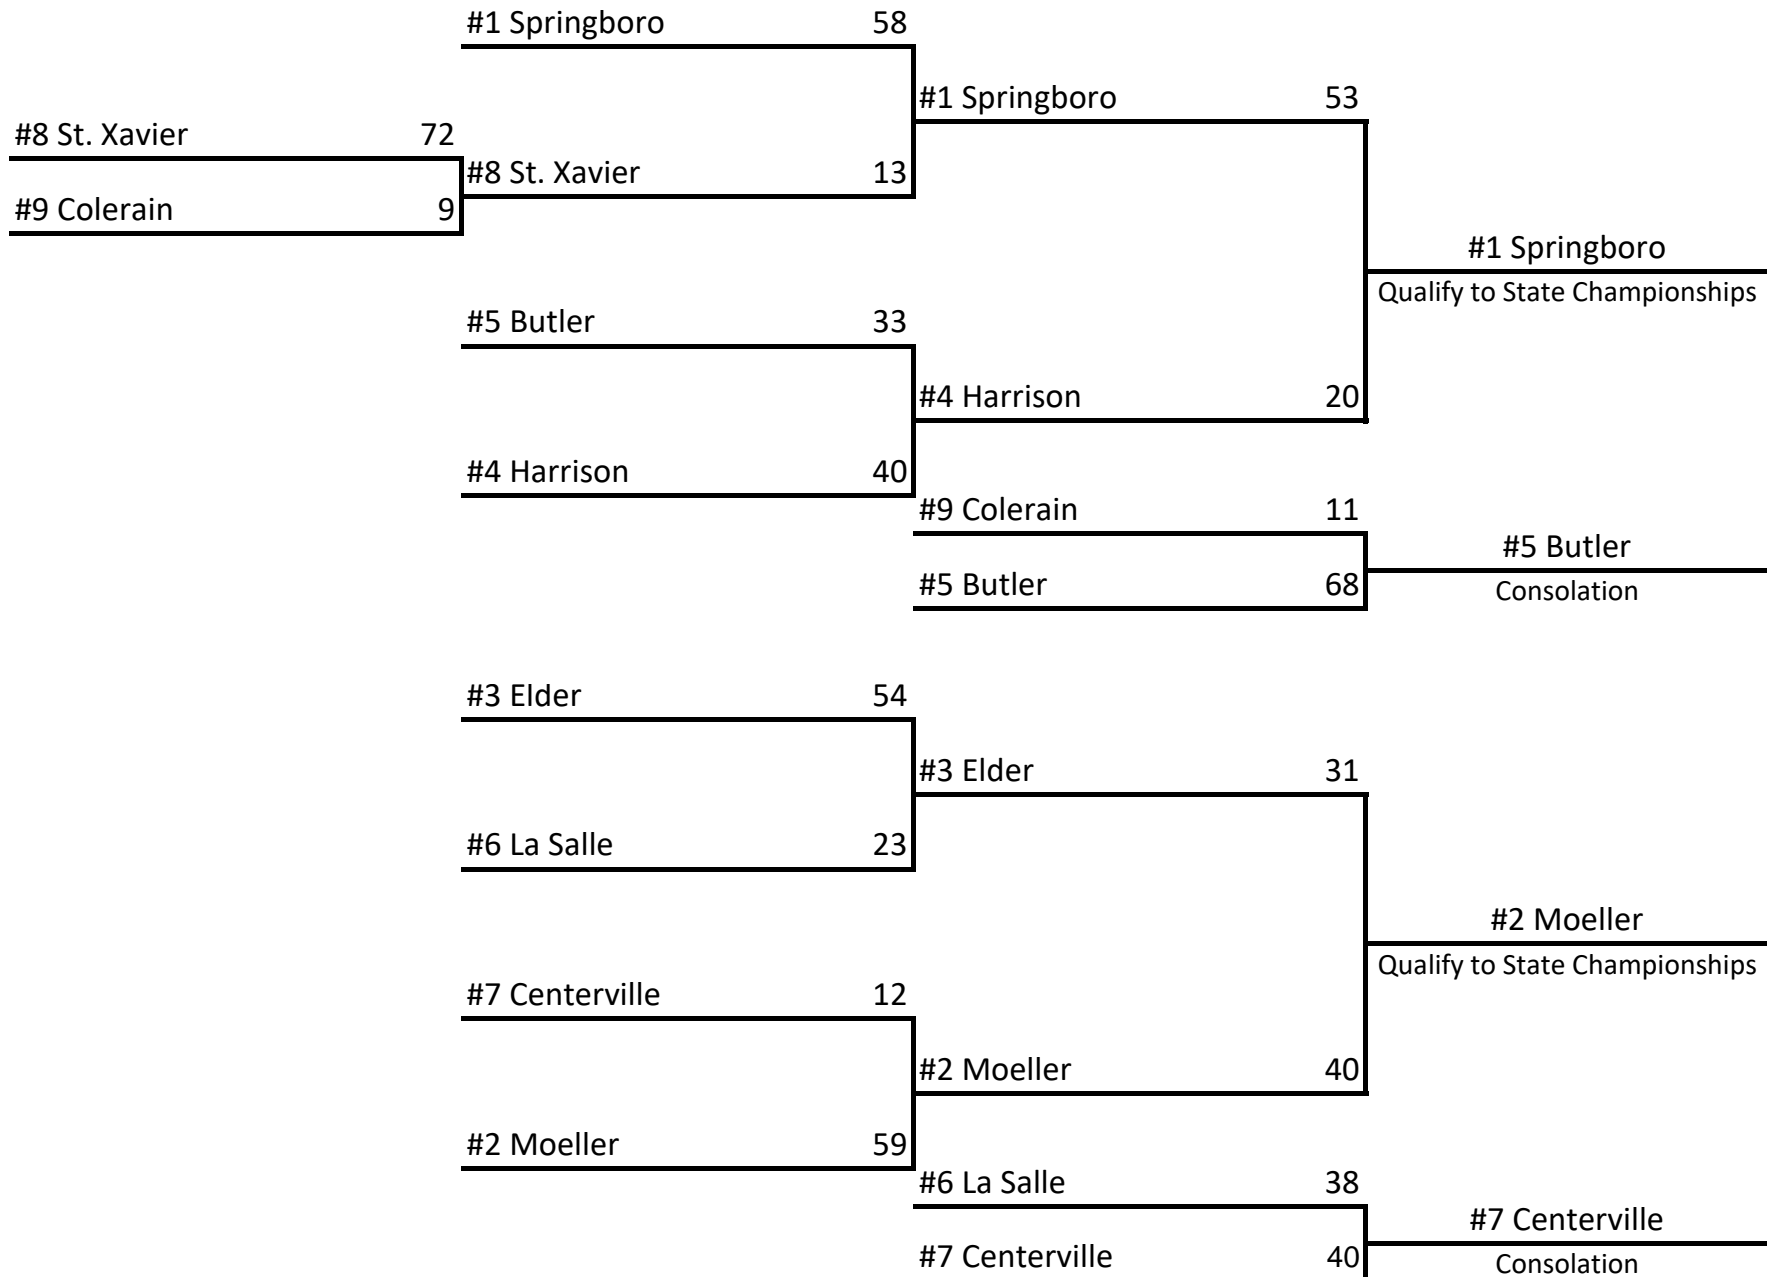 #1 Springboro 58
#1 Springboro 53
#8 St. Xavier 72
#8 St. Xavier 13
#9 Colerain 9
#1 Springboro
Qualify to State Championships
#5 Butler 33
#4 Harrison 20
#4 Harrison 40
#9 Colerain 11
#5 Butler
#5 Butler 68
Consolation
#3 Elder 54
#3 Elder 31
#6 La Salle 23
#2 Moeller
Qualify to State Championships
#7 Centerville 12
#2 Moeller 40
#2 Moeller 59
#6 La Salle 38
#7 Centerville
#7 Centerville 40
Consolation